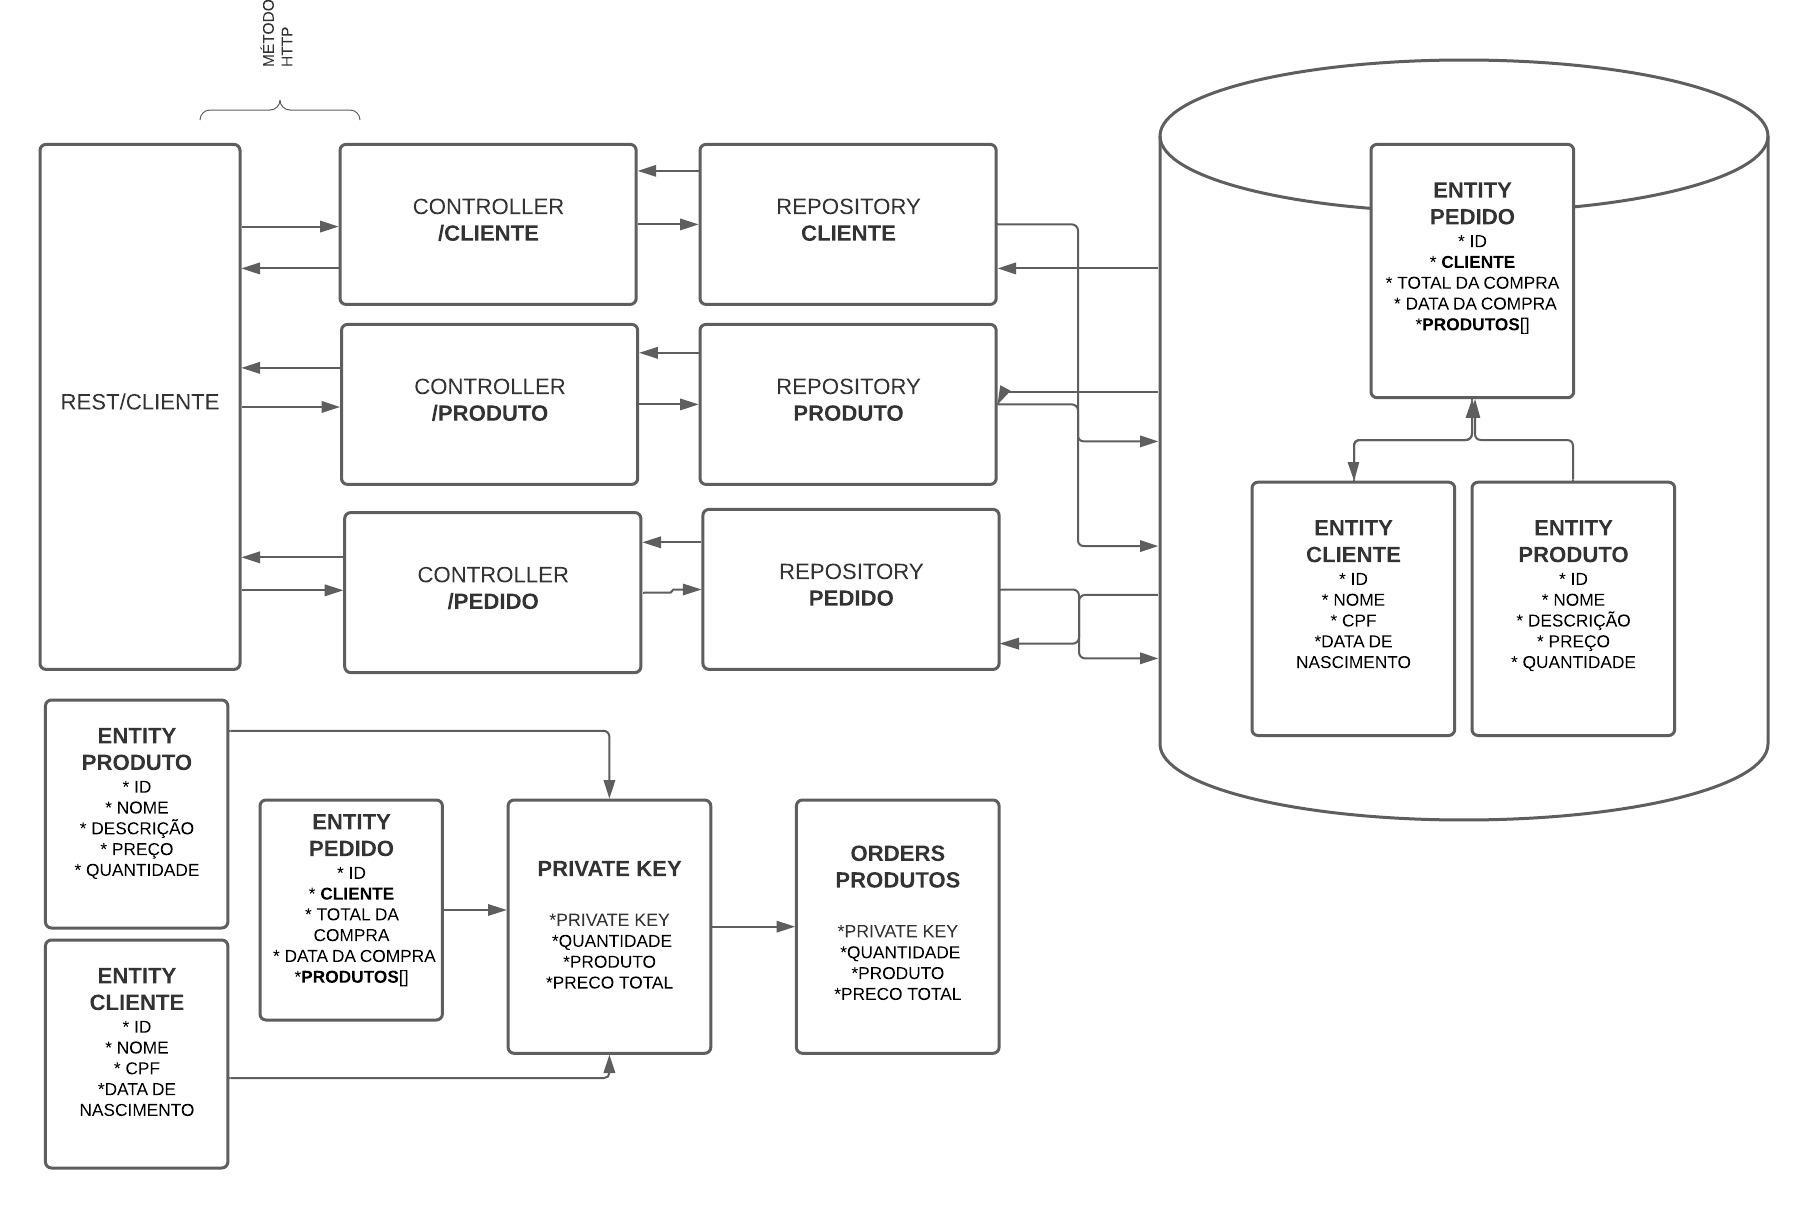 MÉTODO
HTTP
REST/CLIENTE
CONTROLLER
/CLIENTE
REPOSITORY
CLIENTE
CONTROLLER
/PRODUTO
REPOSITORY
PRODUTO
CONTROLLER
/PEDIDO
REPOSITORY
PEDIDO
ENTITY
PEDIDO
* ID
* CLIENTE
* TOTAL DA COMPRA
* DATA DA COMPRA
*PRODUTOS[]
ENTITY
CLIENTE
* ID
* NOME
* CPF
*DATA DE
NASCIMENTO
ENTITY
PRODUTO
* ID
* NOME
* DESCRIÇÃO
* PREÇO
* QUANTIDADE
ENTITY
PRODUTO
* ID
* NOME
* DESCRIÇÃO
* PREÇO
* QUANTIDADE
ENTITY
CLIENTE
* ID
* NOME
* CPF
*DATA DE
NASCIMENTO
ENTITY
PEDIDO
* ID
* CLIENTE
* TOTAL DA
COMPRA
* DATA DA COMPRA
*PRODUTOS[]
PRIVATE KEY
*PRIVATE KEY
*QUANTIDADE
*PRODUTO
*PRECO TOTAL
ORDERS
PRODUTOS
*PRIVATE KEY
*QUANTIDADE
*PRODUTO
*PRECO TOTAL